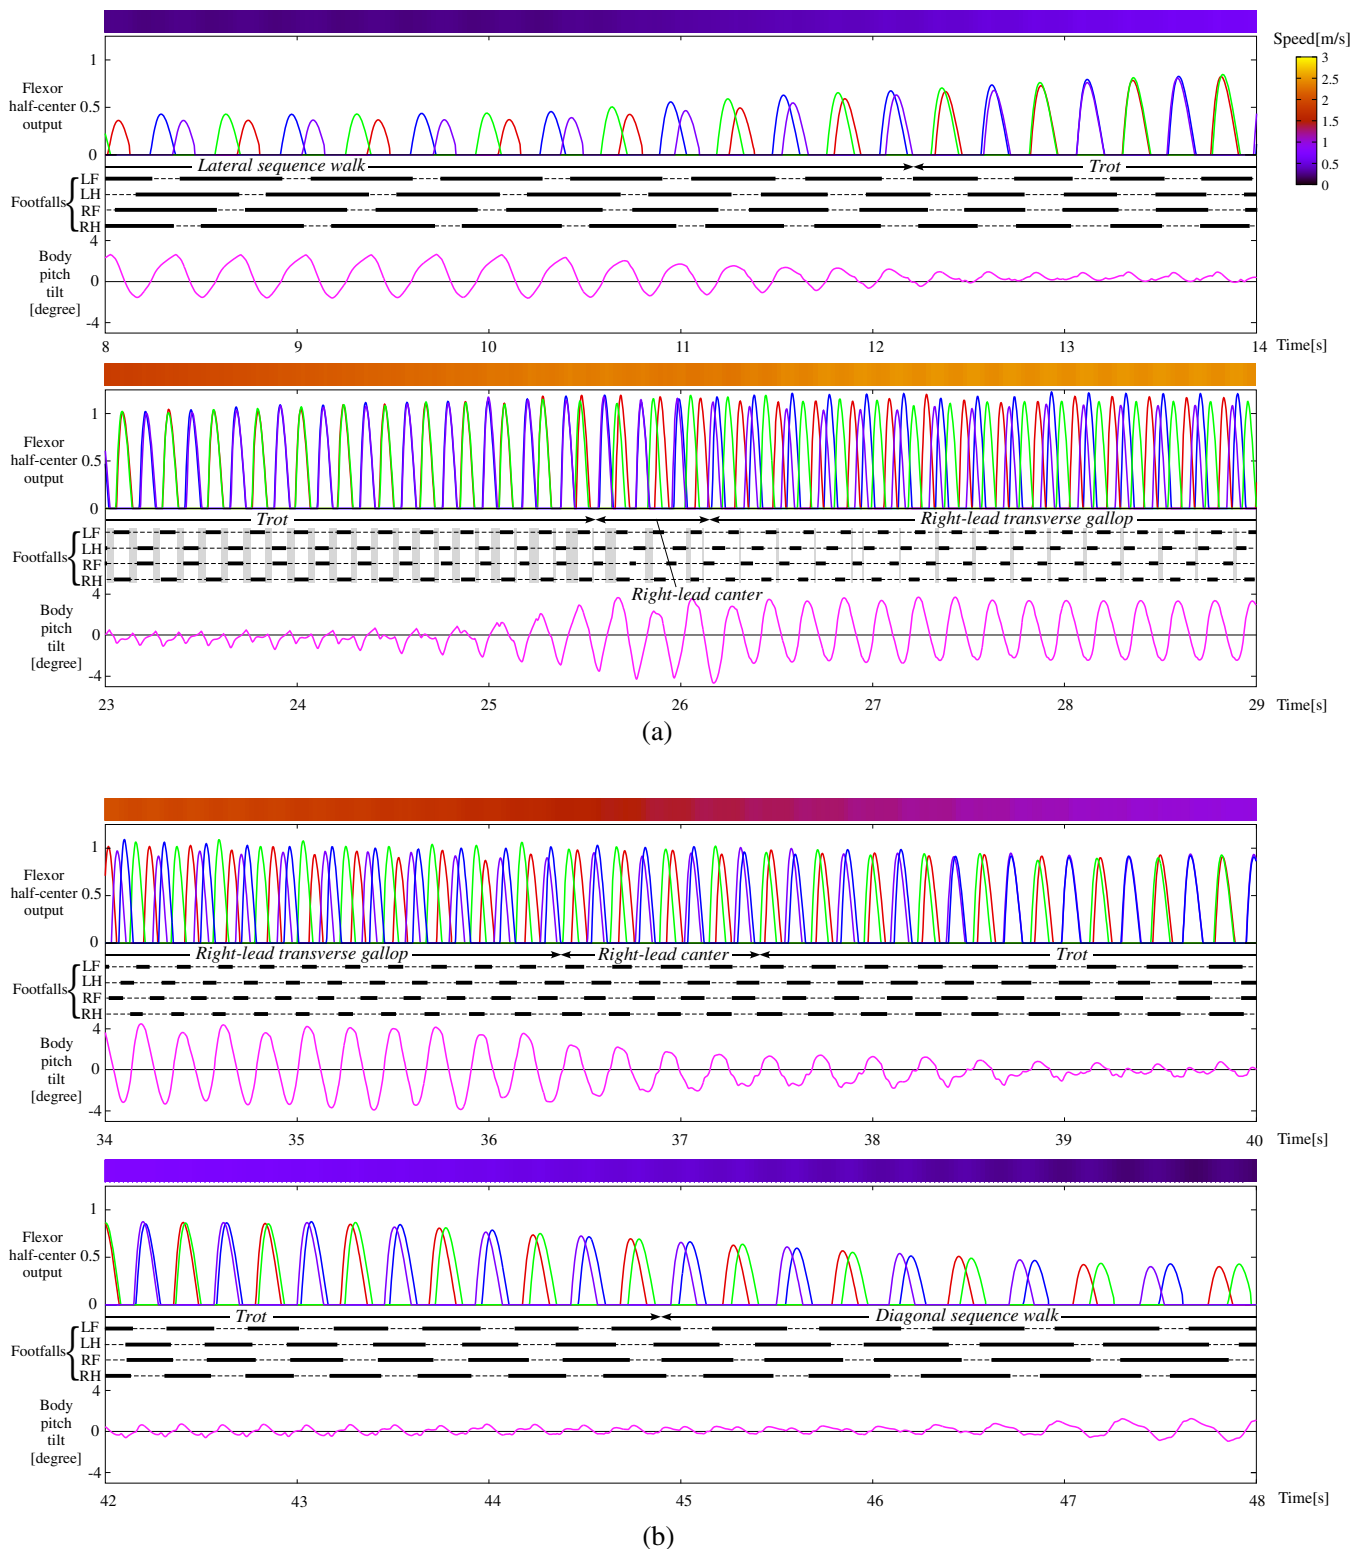 Speed[m/s]
3
2.5
2
1.5
1
0.5
0
1
Flexor
half-center 0.5
output
0
Lateral sequence walk
Trot
LF
LH
Footfalls
RF
RH
4
Body
pitch 0
tilt
[degree]
-4
8 9 10 11 12 13 14 Time[s]
1
Flexor
half-center 0.5
output
0
Trot
Right-lead transverse gallop
LF
LH
Footfalls
RF
RH
Right-lead canter
4
Body
pitch 0
tilt
[degree]
-4
23 24 25 26 27 28 29 Time[s]
(a)
1
Flexor
half-center 0.5
output
0
Right-lead transverse gallop
Right-lead canter
Trot
LF
LH
Footfalls
RF
RH
4
Body
pitch 0
tilt
[degree]
-4
34 35 36 37 38 39 40 Time[s]
1
Flexor
half-center 0.5
output
0
Trot
Diagonal sequence walk
LF
LH
Footfalls
RF
RH
4
Body
pitch 0
tilt
[degree]
-4
42 43 44 45 46 47 48 Time[s]
(b)